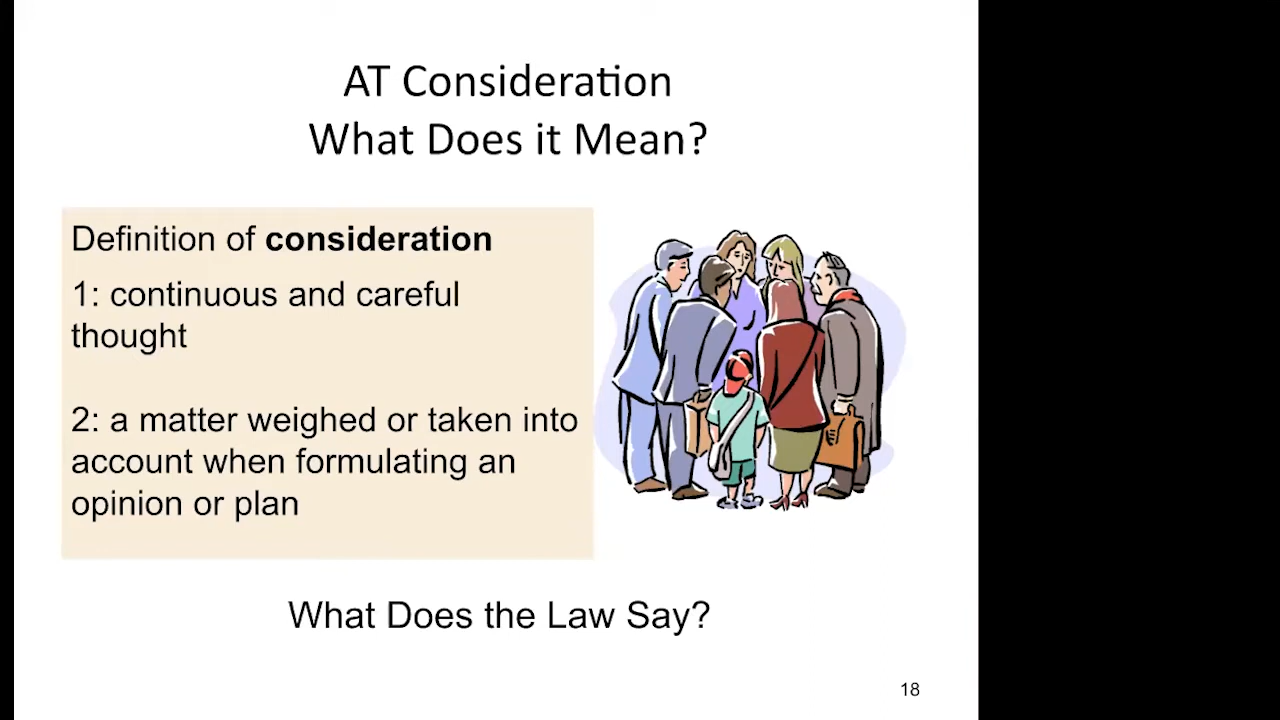 AT Consideration
What Does it Mean?
Definition of consideration
1: continuous and careful
thought
2: a matter weighed or taken into
account when formulating an
opinion or plan
What Does the Law Say?
18